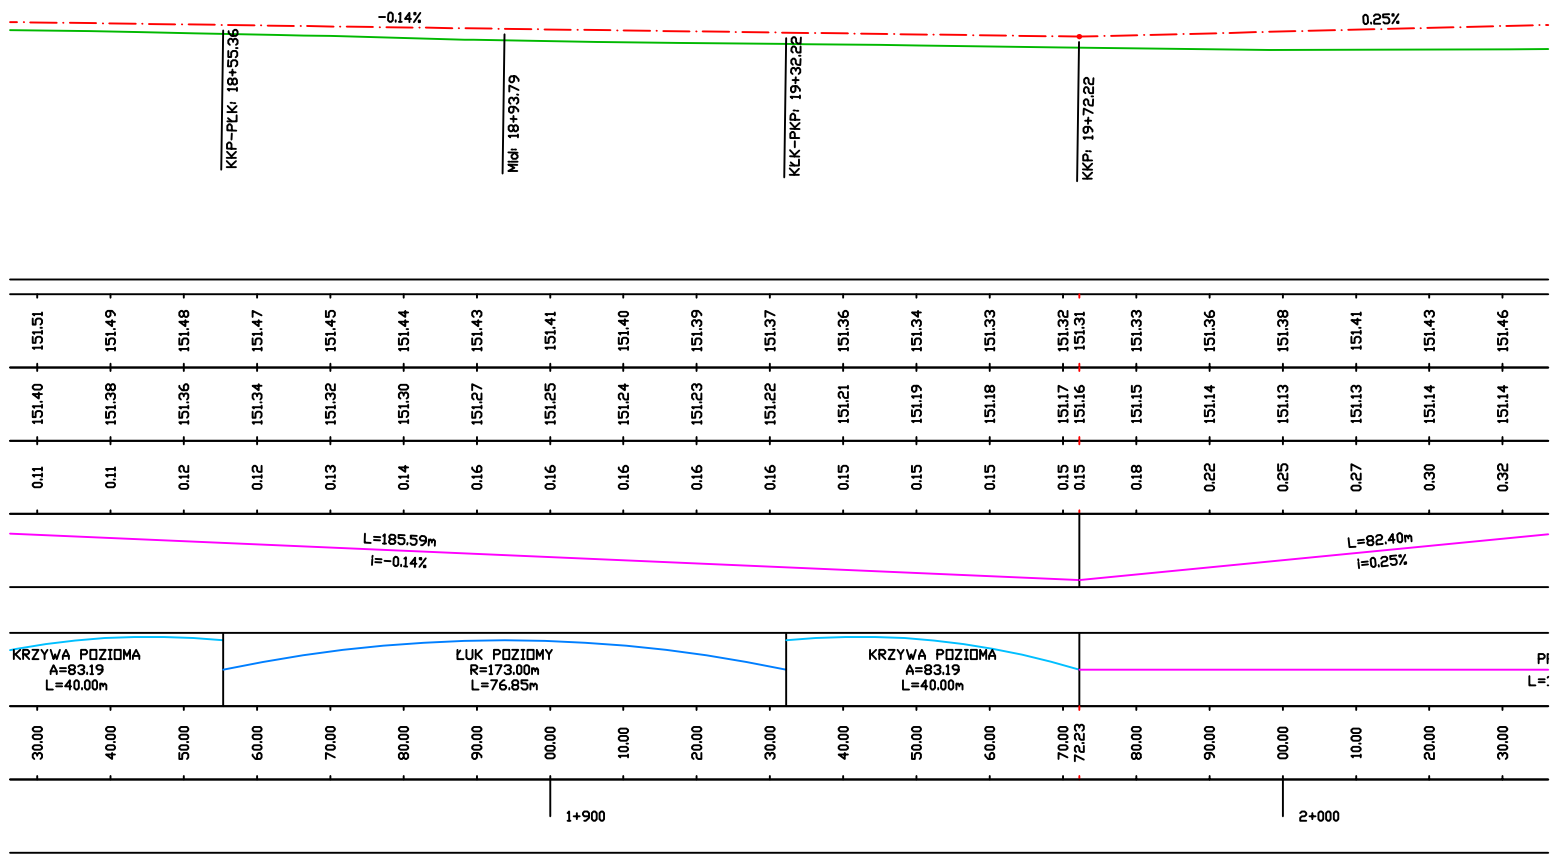 -0.14%
0.25%
KKP-PŁK: 18+55.36
Mid: 18+93.79
KŁK-PKP: 19+32.22
KKP: 19+72.22
151.51 151.49 151.48 151.47 151.45 151.44 151.43 151.41 151.40 151.39 151.37 151.36 151.34 151.33 151.32 151.31 151.33 151.36 151.38 151.41 151.43 151.46
151.40 151.38 151.36 151.34 151.32 151.30 151.27 151.25 151.24 151.23 151.22 151.21 151.19 151.18 151.17 151.16 151.15 151.14 151.13 151.13 151.14 151.14
0.11 0.11 0.12 0.12 0.13 0.14 0.16 0.16 0.16 0.16 0.16 0.15 0.15 0.15 0.15 0.15 0.18 0.22 0.25 0.27 0.30 0.32
L=185.59m
i=-0.14%
L=82.40m
i=0.25%
KRZYWA POZIOMA
A=83.19
L=40.00m
ŁUK POZIOMY
R=173.00m
L=76.85m
KRZYWA POZIOMA
A=83.19
L=40.00m
30.00 40.00 50.00 60.00 70.00 80.00 90.00 00.00 10.00 20.00 30.00 40.00 50.00 60.00 70.00 72.23 80.00 90.00 00.00 10.00 20.00 30.00
1+900
2+000